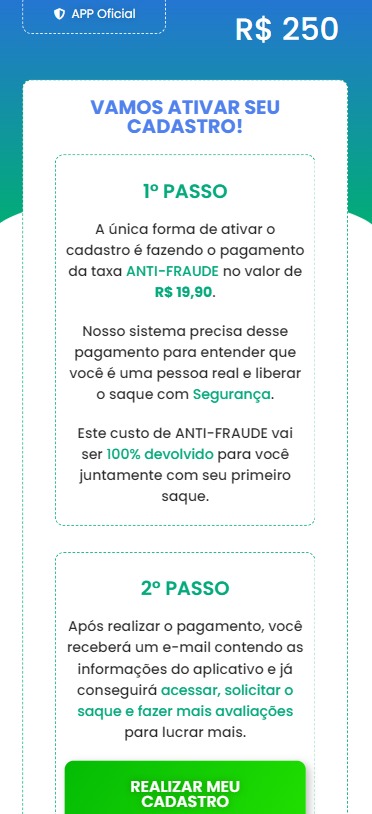 APP Oficial
R$ 250
VAMOS ATIVAR SEU
CADASTRO!
1º PASSO
A única forma de ativar o
cadastro é fazendo o pagamento
da taxa ANTI-FRAUDE no valor de
R$ 19,90.
Nosso sistema precisa desse
pagamento para entender que
você é uma pessoa real e liberar
o saque com Segurança.
Este custo de ANTI-FRAUDE vai
ser 100% devolvido para você
juntamente com seu primeiro
saque.
2º PASSO
Após realizar o pagamento, você
receberá um e-mail contendo as
informações do aplicativo e já
conseguirá acessar, solicitar o
saque e fazer mais avaliações
para lucrar mais.
REALIZAR MEU
CADASTRO